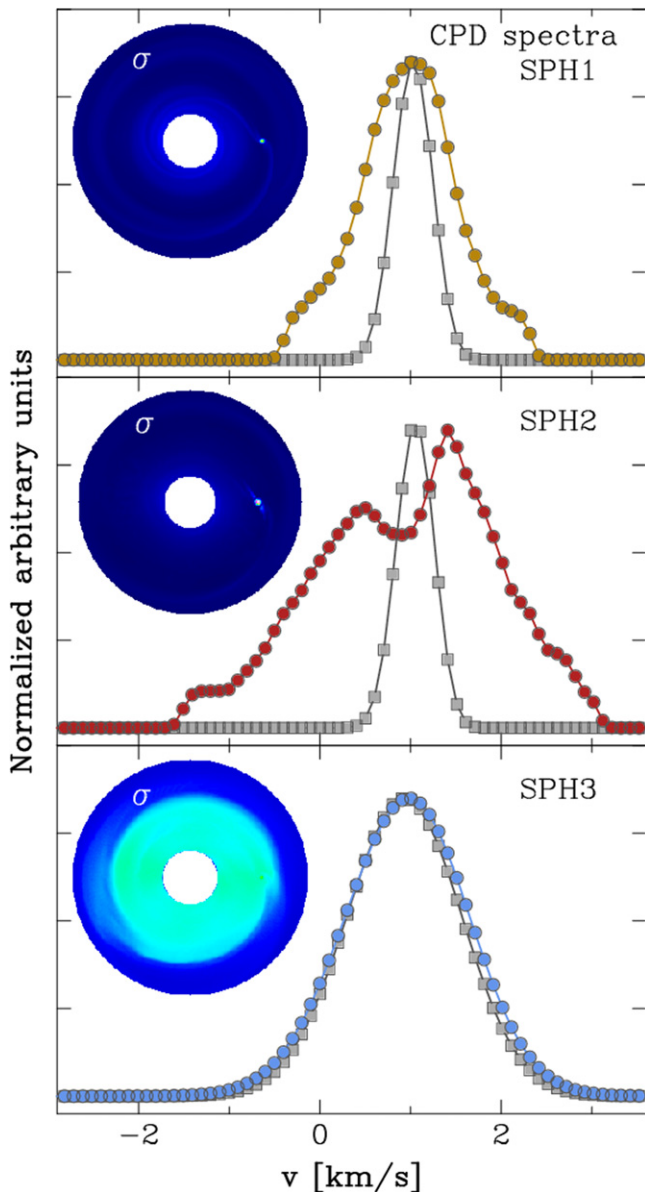 CPD spectra
SPH1
σ
SPH2
σ
SPH3
σ
Normalized arbitrary units
−2
0
2
v [km/s]